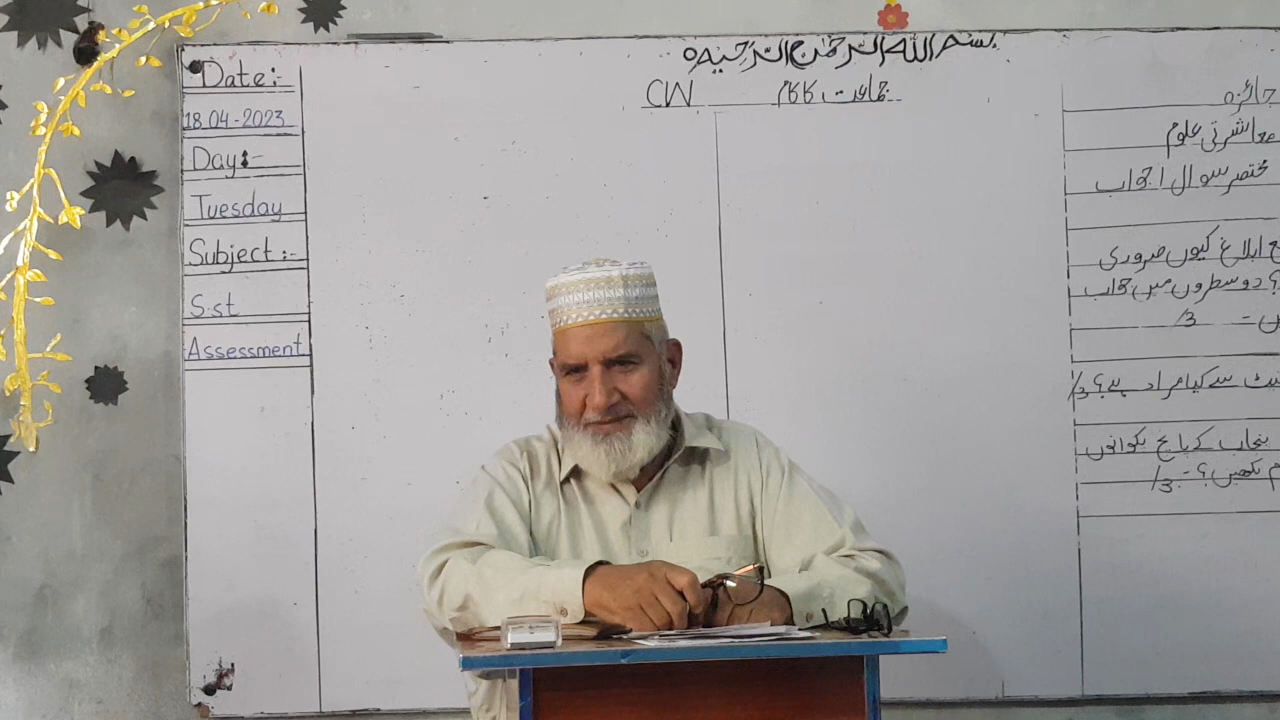 بسم اللہ الرحمٰن الرحیم
CW جماعت کا کام
Date:-
18.04-2023
Day:-
Tuesday
Subject:-
S.st
Assessment
جائزہ
معاشرتی علوم
مختصر سوال / جواب
ابلاغ کیوں ضروری
؟ دو سطروں میں جواب
3/
سے کیا مراد ہے؟ 3/
پنجاب کے پانچ پکوانوں
لکھیں؟:- 3/